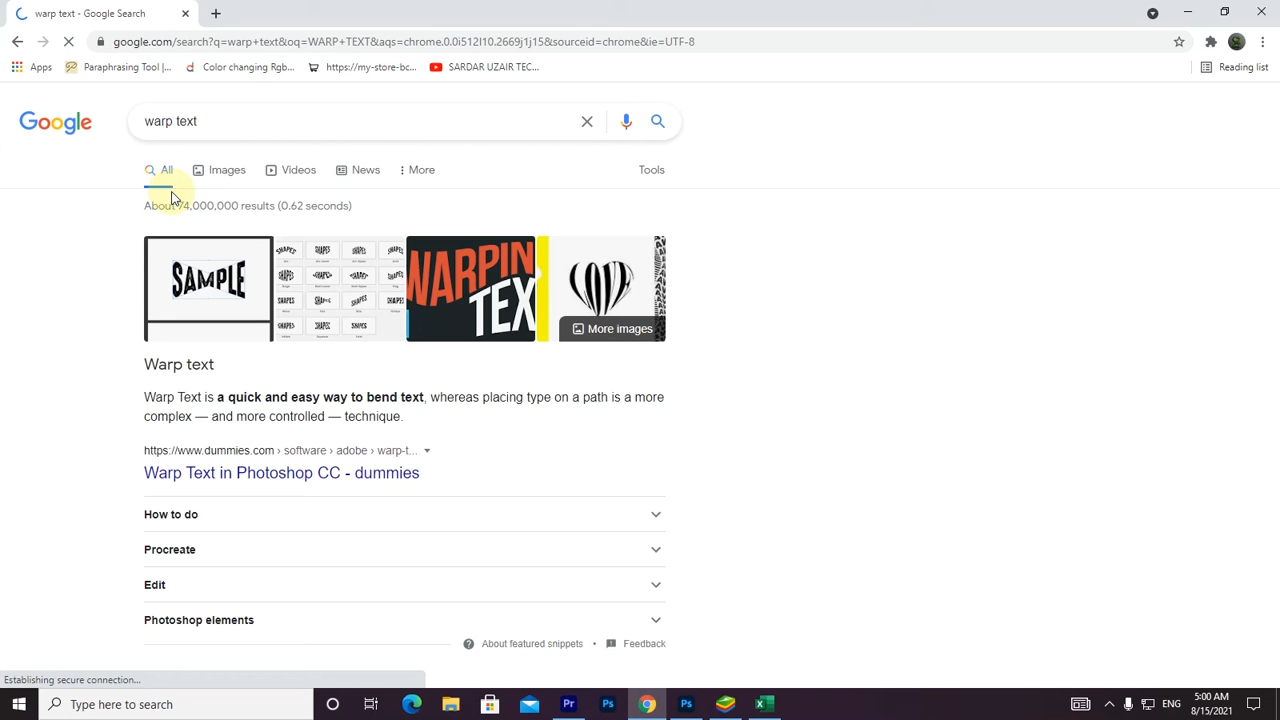 warp text - Google Search
google.com/search?q=warp+text&oq=WARP+TEXT&aqs=chrome.0.0i512l10.2669j1j15&sourceid=chrome&ie=UTF-8
Apps Paraphrasing Tool |... Color changing Rgb... https://my-store-bc... SARDAR UZAIR TEC... Reading list
Google warp text
All Images Videos News More Tools
About 74,000,000 results (0.62 seconds)
SAMPLE
WARPIN
TEX
More images
Warp text
Warp Text is a quick and easy way to bend text, whereas placing type on a path is a more
complex — and more controlled — technique.
https://www.dummies.com › software › adobe › warp-t...
Warp Text in Photoshop CC - dummies
How to do
Procreate
Edit
Photoshop elements
About featured snippets • Feedback
Establishing secure connection...
Type here to search
Pr Ps Ps
ENG
5:00 AM
8/15/2021